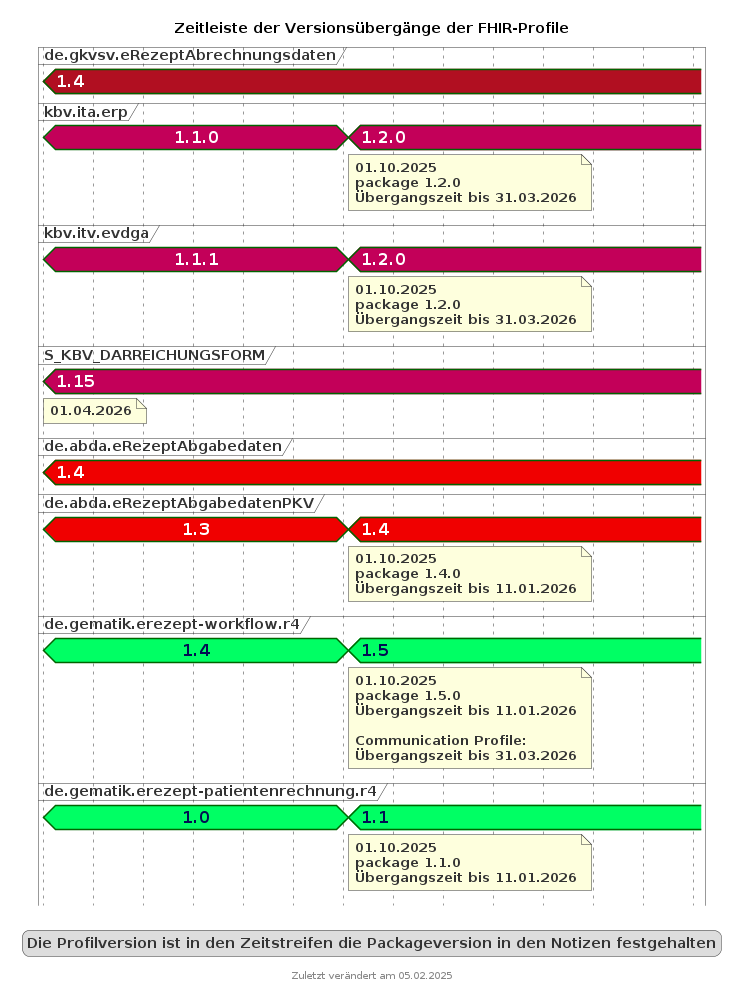 Zeitleiste der Versionsübergänge der FHIR-Profile
de.gkvsv.eRezeptAbrechnungsdaten
1.4
kbv.ita.erp
1.1.0
1.2.0
01.10.2025
package 1.2.0
Übergangszeit bis 31.03.2026
kbv.itv.evdga
1.1.1
1.2.0
01.10.2025
package 1.2.0
Übergangszeit bis 31.03.2026
S_KBV_DARREICHUNGSFORM
1.15
01.04.2026
de.abda.eRezeptAbgabedaten
1.4
de.abda.eRezeptAbgabedatenPKV
1.3
1.4
01.10.2025
package 1.4.0
Übergangszeit bis 11.01.2026
de.gematik.erezept-workflow.r4
1.4
1.5
01.10.2025
package 1.5.0
Übergangszeit bis 11.01.2026
Communication Profile:
Übergangszeit bis 31.03.2026
de.gematik.erezept-patientenrechnung.r4
1.0
1.1
01.10.2025
package 1.1.0
Übergangszeit bis 11.01.2026
Die Profilversion ist in den Zeitstreifen die Packageversion in den Notizen festgehalten
Zuletzt verändert am 05.02.2025